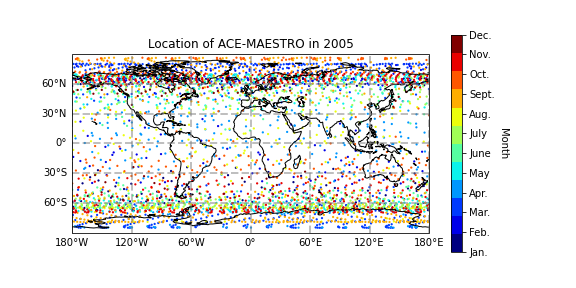 Location of ACE-MAESTRO in 2005
60°N
30°N
0°
30°S
60°S
180°W 120°W 60°W 0° 60°E 120°E 180°E
Dec.
Nov.
Oct.
Sept.
Aug.
July
June
May
Apr.
Mar.
Feb.
Jan.
Month